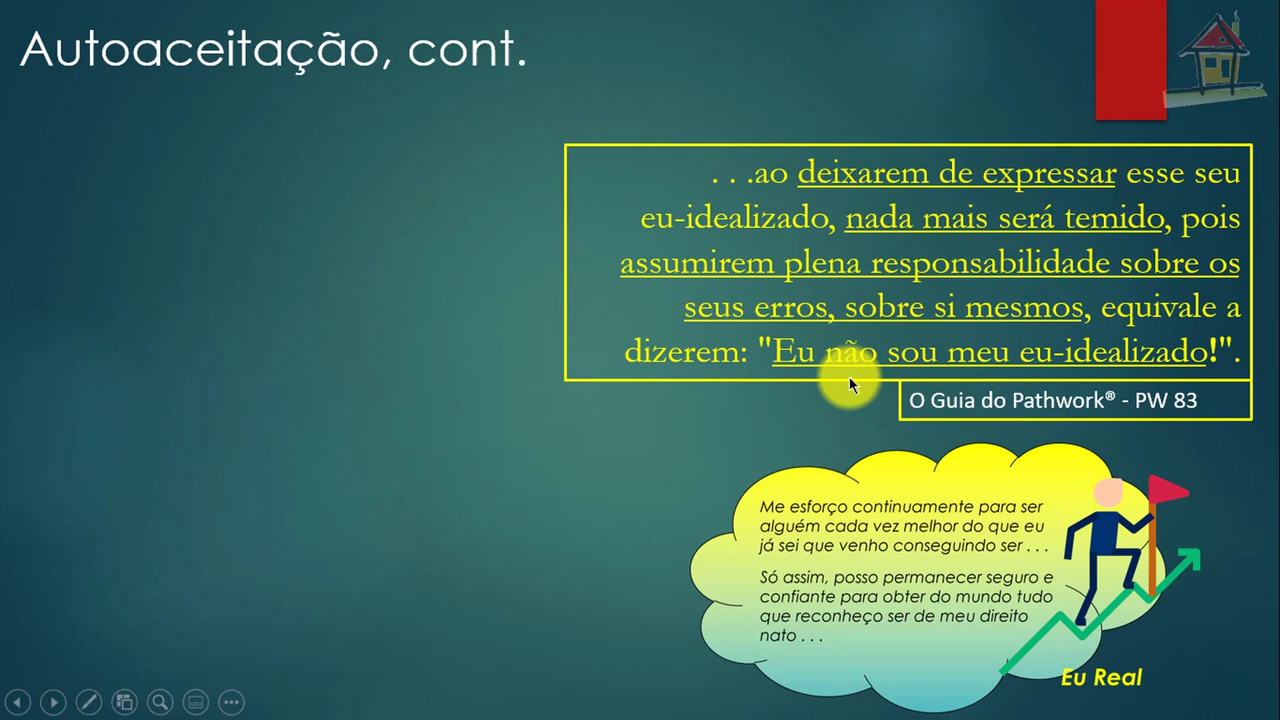 Autoaceitação, cont.
. . .ao deixarem de expressar esse seu
eu-idealizado, nada mais será temido, pois
assumirem plena responsabilidade sobre os
seus erros, sobre si mesmos, equivale a
dizerem: "Eu não sou meu eu-idealizado!".
O Guia do Pathwork® - PW 83
Me esforço continuamente para ser
alguém cada vez melhor do que eu
já sei que venho conseguindo ser . . .
Só assim, posso permanecer seguro e
confiante para obter do mundo tudo
que reconheço ser de meu direito
nato . . .
Eu Real